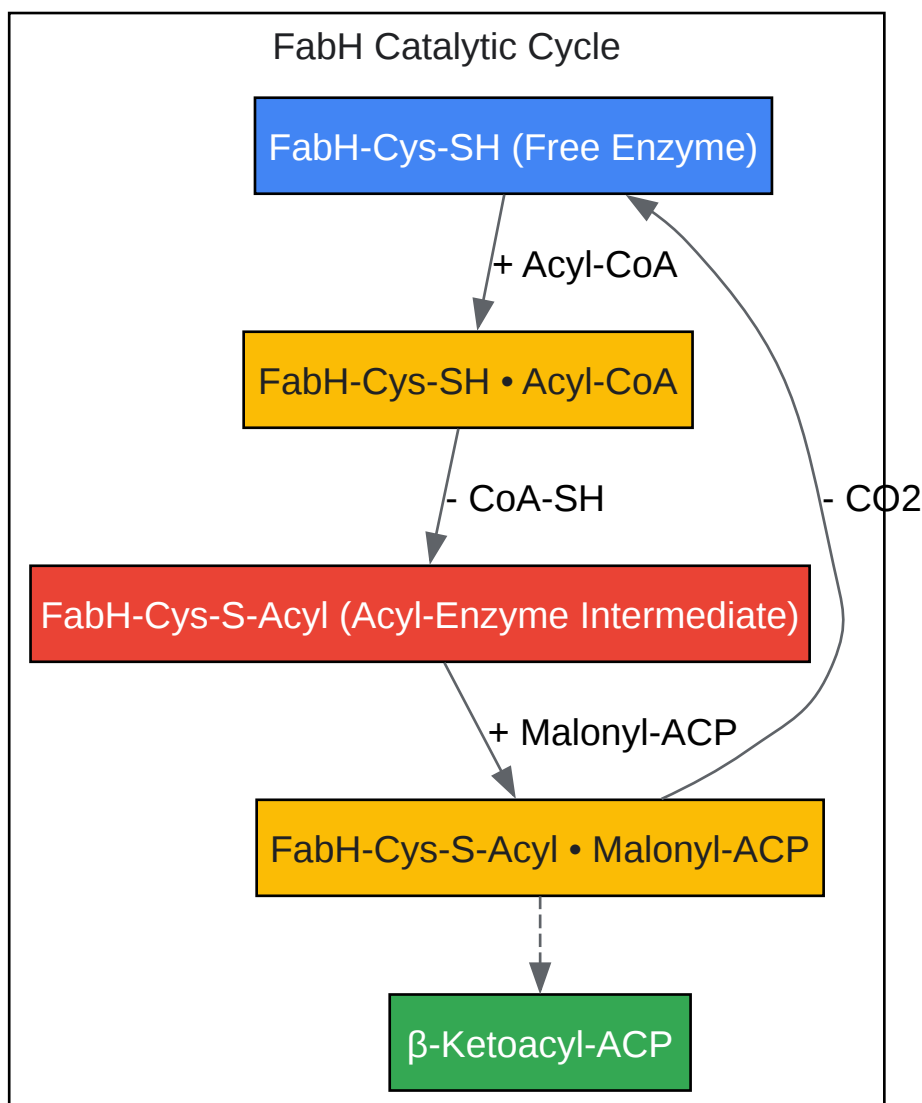 FabH Catalytic Cycle
FabH-Cys-SH (Free Enzyme)
+ Acyl-CoA
FabH-Cys-SH • Acyl-CoA
- CoA-SH
- CO2
FabH-Cys-S-Acyl (Acyl-Enzyme Intermediate)
+ Malonyl-ACP
FabH-Cys-S-Acyl • Malonyl-ACP
β-Ketoacyl-ACP